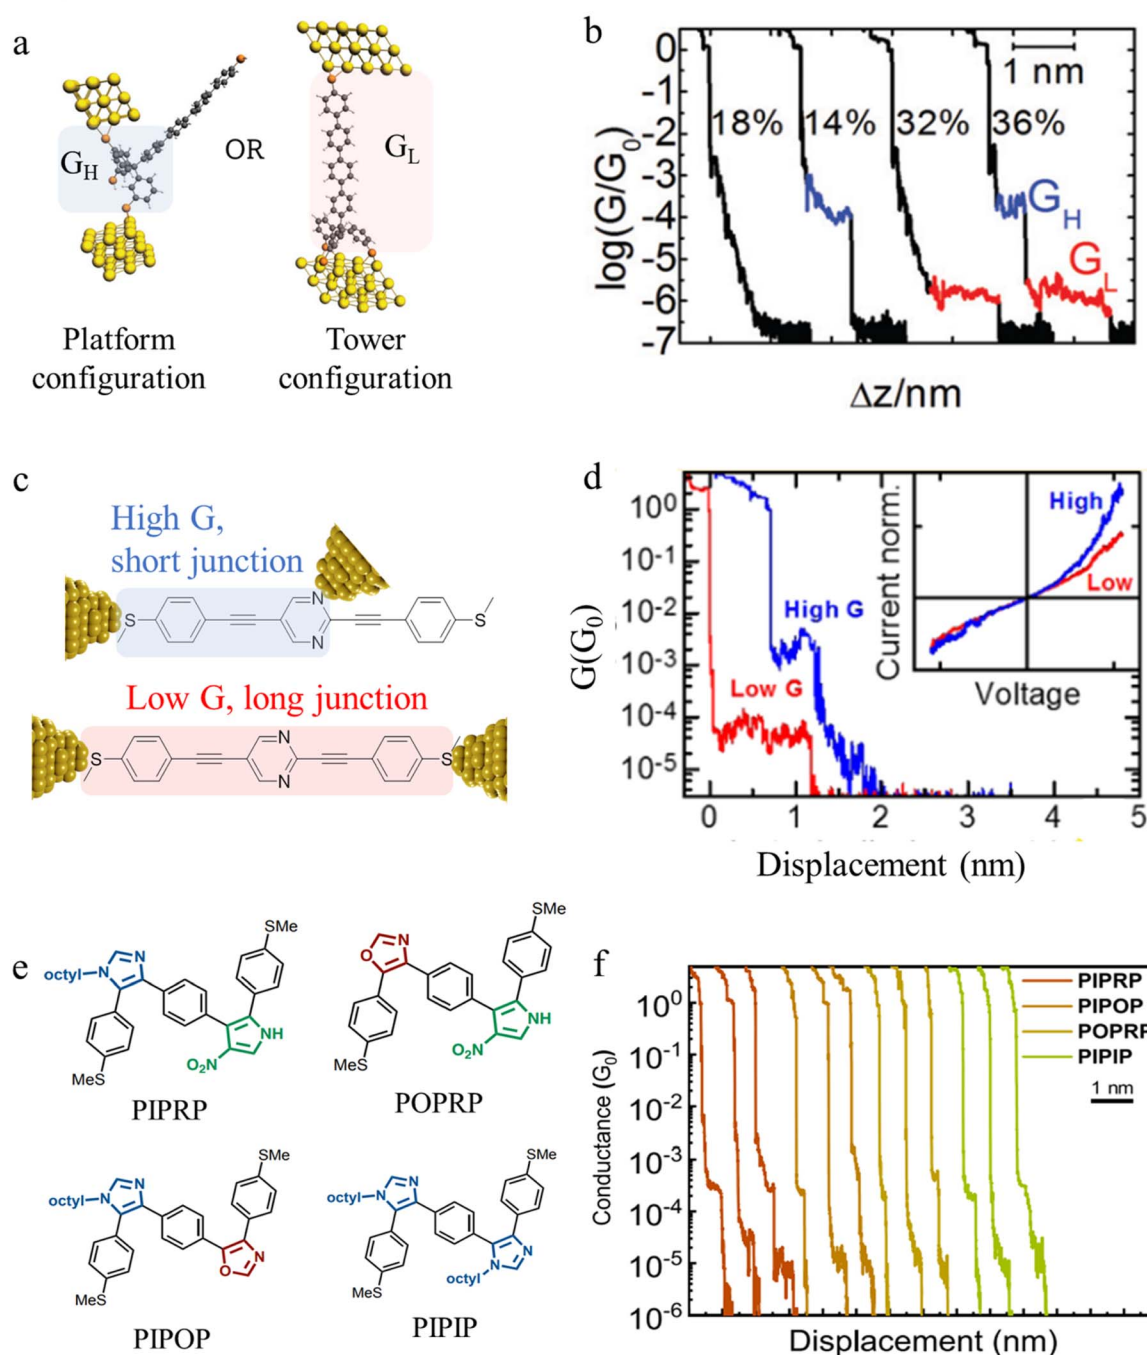 a
G_H
OR
G_L
Platform
configuration
Tower
configuration
b
log(G/G_0)
0
-1
-2
-3
-4
-5
-6
-7
1 nm
18%
14%
32%
36%
G_H
G_L
Δz/nm
c
High G,
short junction
N
S
N
S
Low G, long junction
N
S
N
S
d
G(G_0)
10^0
10^-1
10^-2
10^-3
10^-4
10^-5
High G
Low G
Current norm.
High
Low
Voltage
0
1
2
3
4
5
Displacement (nm)
e
SMe
octyl
N
N
NH
MeS
O_2N
PIPRP
SMe
N
O
NH
MeS
O_2N
POPRP
SMe
octyl
N
N
MeS
N
O
PIPOP
SMe
octyl
N
N
MeS
N
N
octyl
PIPIP
f
Conductance (G_0)
10^0
10^-1
10^-2
10^-3
10^-4
10^-5
10^-6
PIPRP
PIPOP
POPRP
PIPIP
1 nm
Displacement (nm)